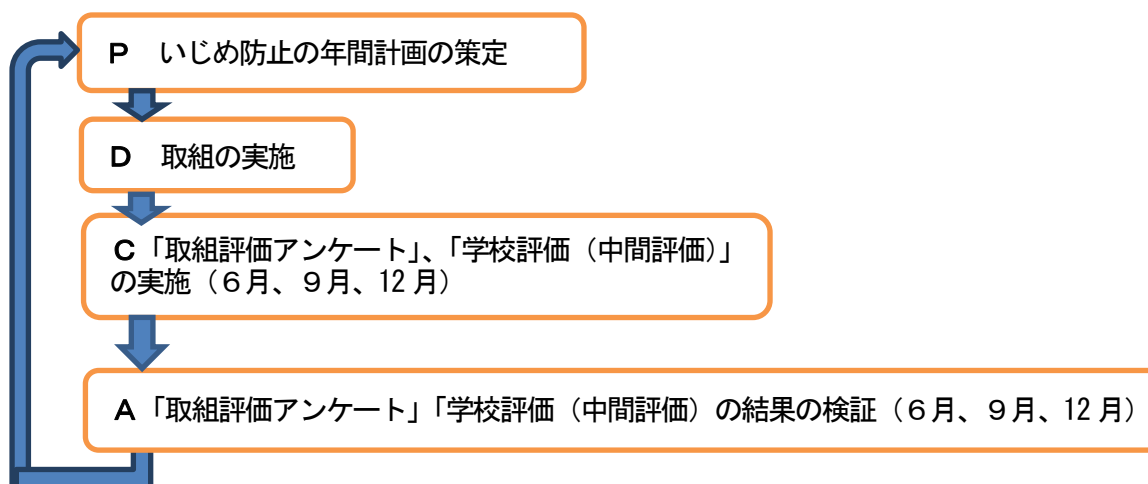 P いじめ防止の年間計画の策定
D 取組の実施
C「取組評価アンケート」、「学校評価（中間評価）」
の実施（６月、９月、12 月）
A「取組評価アンケート」「学校評価（中間評価）の結果の検証（６月、９月、12 月）